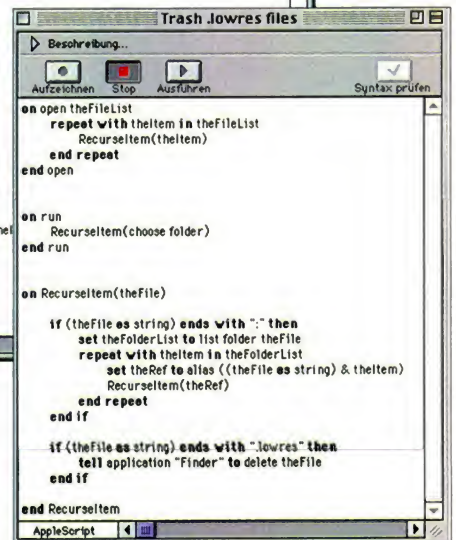 Trash .lowres files
Beschreibung...
Aufzeichnen Stop Ausführen Syntax prüfen
on open theFileList
repeat with theItem in theFileList
RecurseItem(theItem)
end repeat
end open
on run
RecurseItem(choose folder)
end run
on RecurseItem(theFile)
if (theFile as string) ends with ":" then
set theFolderList to list folder theFile
repeat with theItem in theFolderList
set theRef to alias ((theFile as string) & theItem)
RecurseItem(theRef)
end repeat
end if
if (theFile as string) ends with ".lowres" then
tell application "Finder" to delete theFile
end if
end RecurseItem
AppleScript